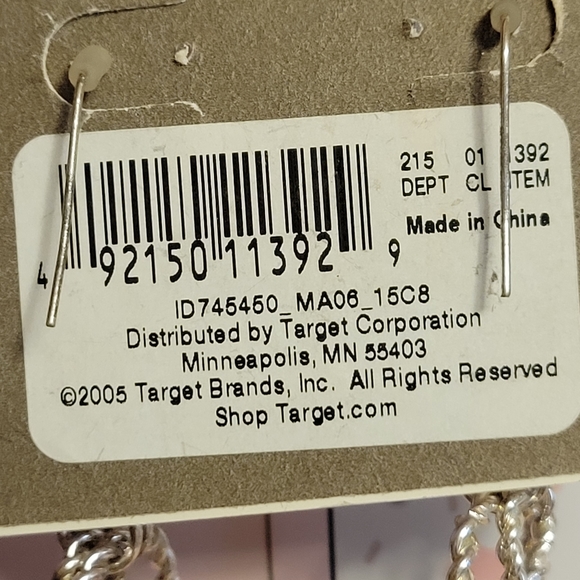 215 01 1392
DEPT CL ITEM
Made in China
4 92150 11392 9
ID745450_MA06_15C8
Distributed by Target Corporation
Minneapolis, MN 55403
©2005 Target Brands, Inc. All Rights Reserved
Shop Target.com